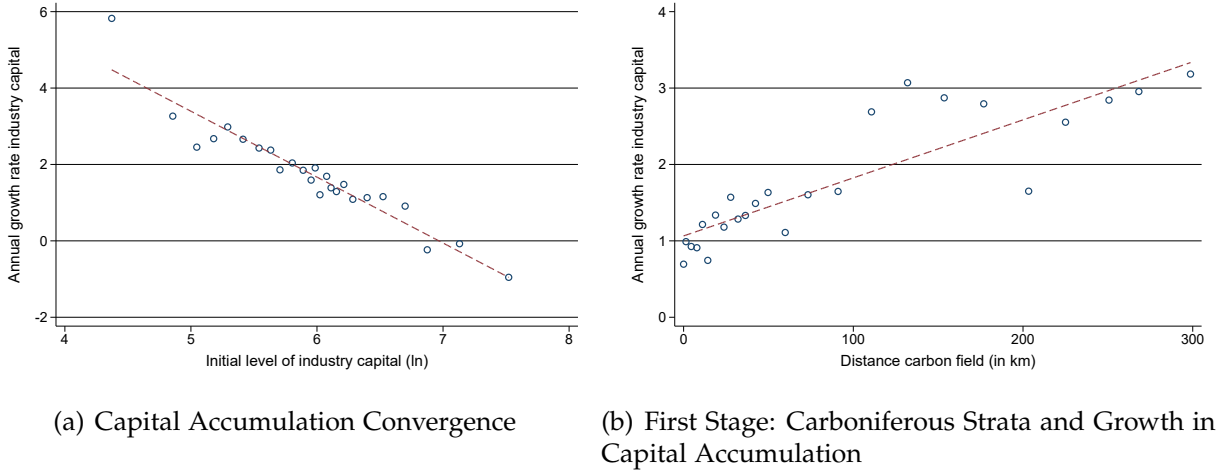 Annual growth rate industry capital
6
4
2
0
-2
4 5 6 7 8
Initial level of industry capital (ln)
(a) Capital Accumulation Convergence
Annual growth rate industry capital
4
3
2
1
0
0 100 200 300
Distance carbon field (in km)
(b) First Stage: Carboniferous Strata and Growth in
Capital Accumulation